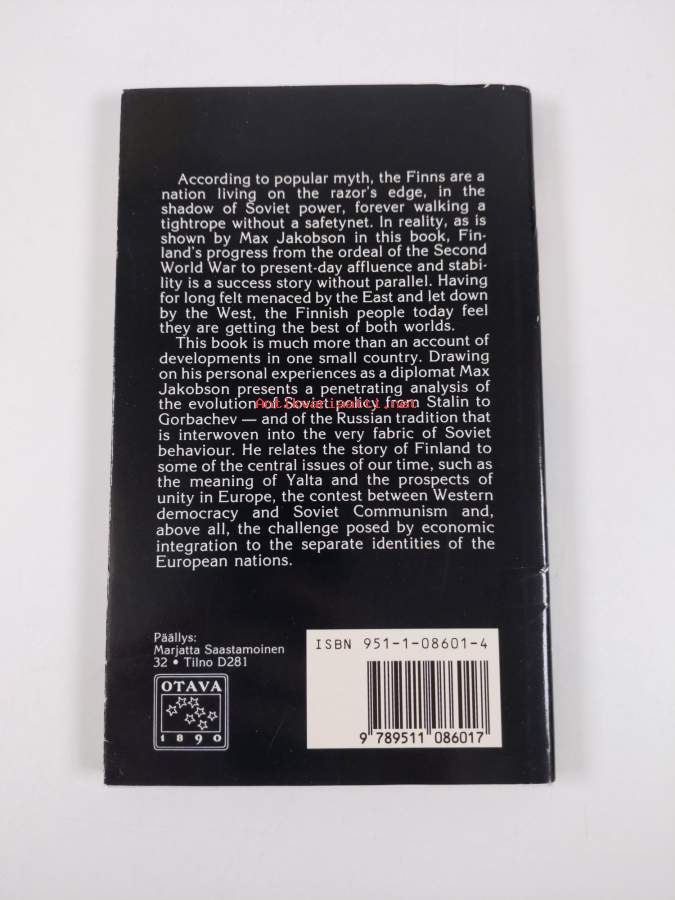 According to popular myth, the Finns are a
nation living on the razor's edge, in the
shadow of Soviet power, forever walking a
tightrope without a safetynet. In reality, as is
shown by Max Jakobson in this book, Fin-
land's progress from the ordeal of the Second
World War to present-day affluence and stabi-
lity is a success story without parallel. Having
for long felt menaced by the East and let down
by the West, the Finnish people today feel
they are getting the best of both worlds.
This book is much more than an account of
developments in one small country. Drawing
on his personal experiences as a diplomat Max
Jakobson presents a penetrating analysis of
the evolution of Soviet policy from Stalin to
Antikvariaatti.net
Gorbachev — and of the Russian tradition that
is interwoven into the very fabric of Soviet
behaviour. He relates the story of Finland to
some of the central issues of our time, such as
the meaning of Yalta and the prospects of
unity in Europe, the contest between Western
democracy and Soviet Communism and,
above all, the challenge posed by economic
integration to the separate identities of the
European nations.
Päällys:
Marjatta Saastamoinen
32 • Tilno D281
OTAVA
1890
ISBN 951-1-08601-4
9 789511 086017